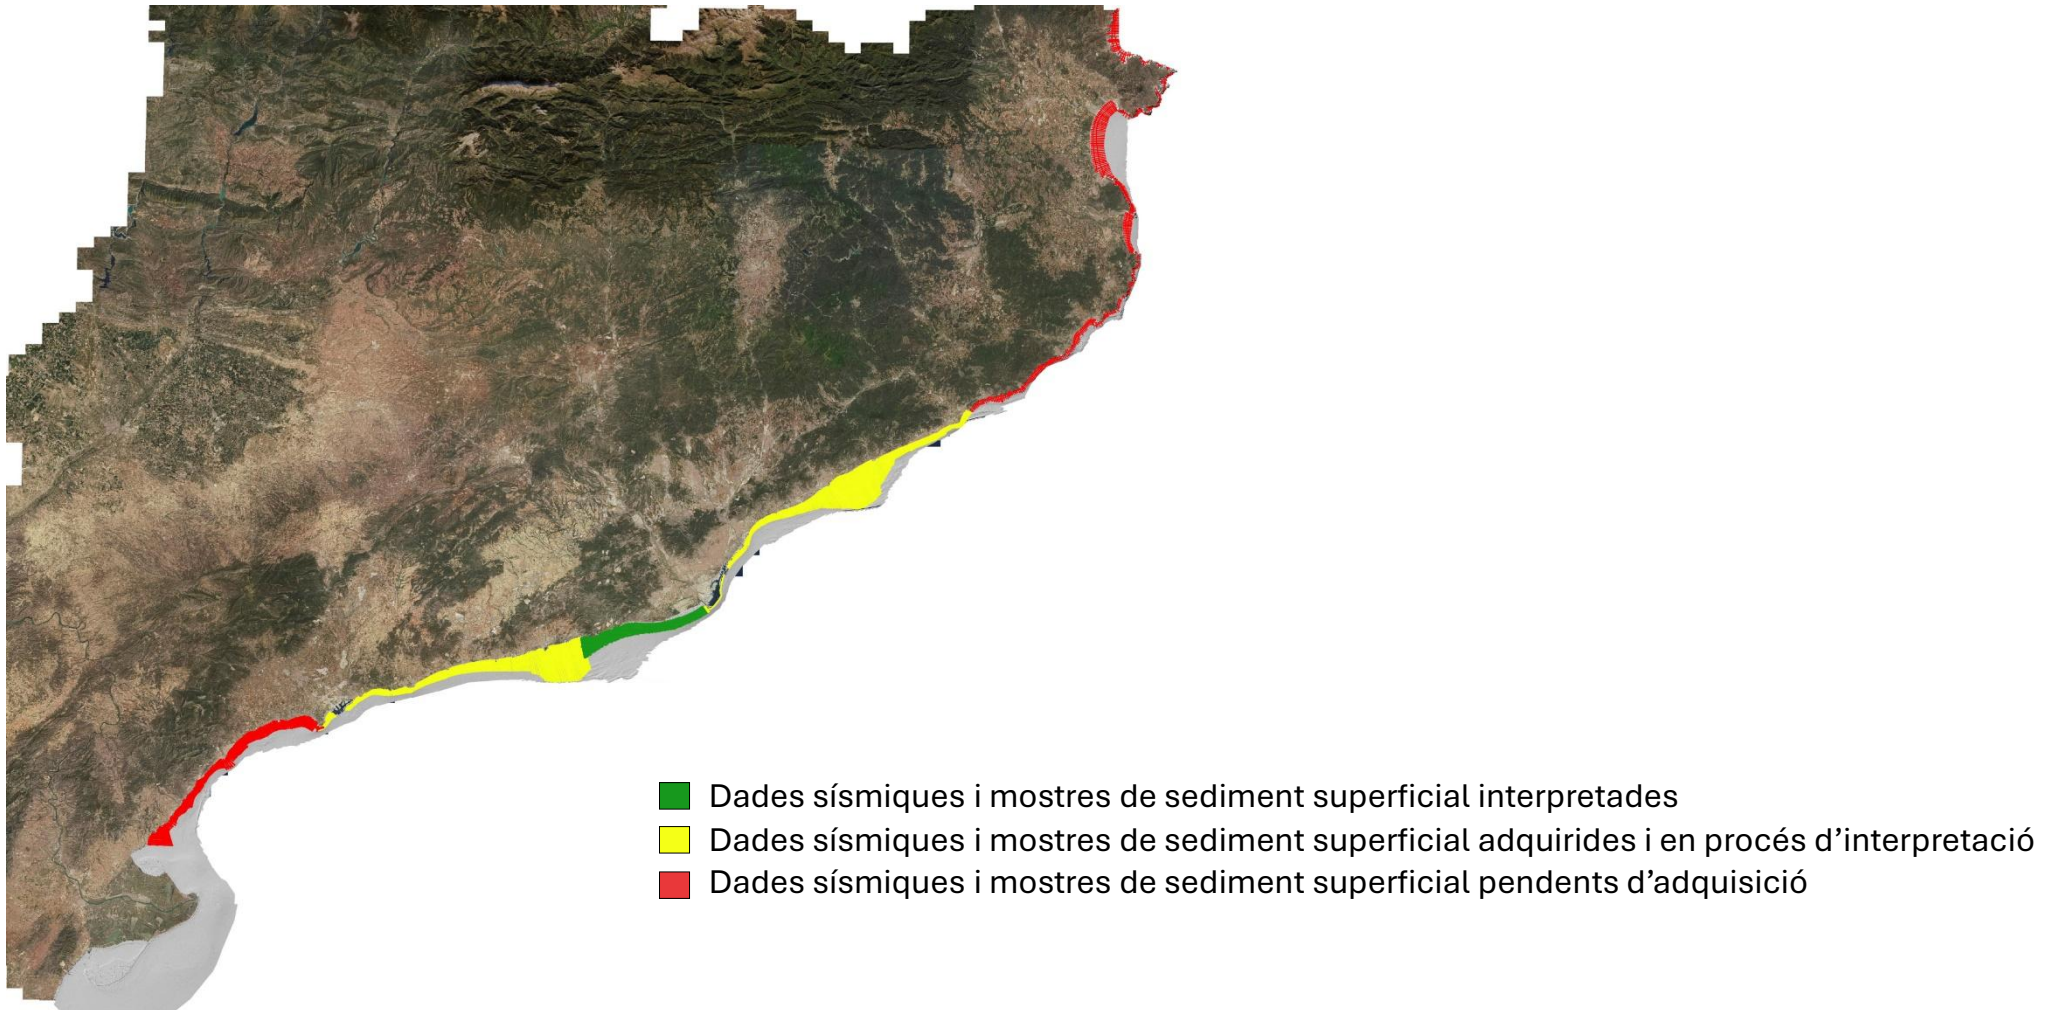 Dades sísmiques i mostres de sediment superficial interpretades
Dades sísmiques i mostres de sediment superficial adquirides i en procés d’interpretació
Dades sísmiques i mostres de sediment superficial pendents d’adquisició